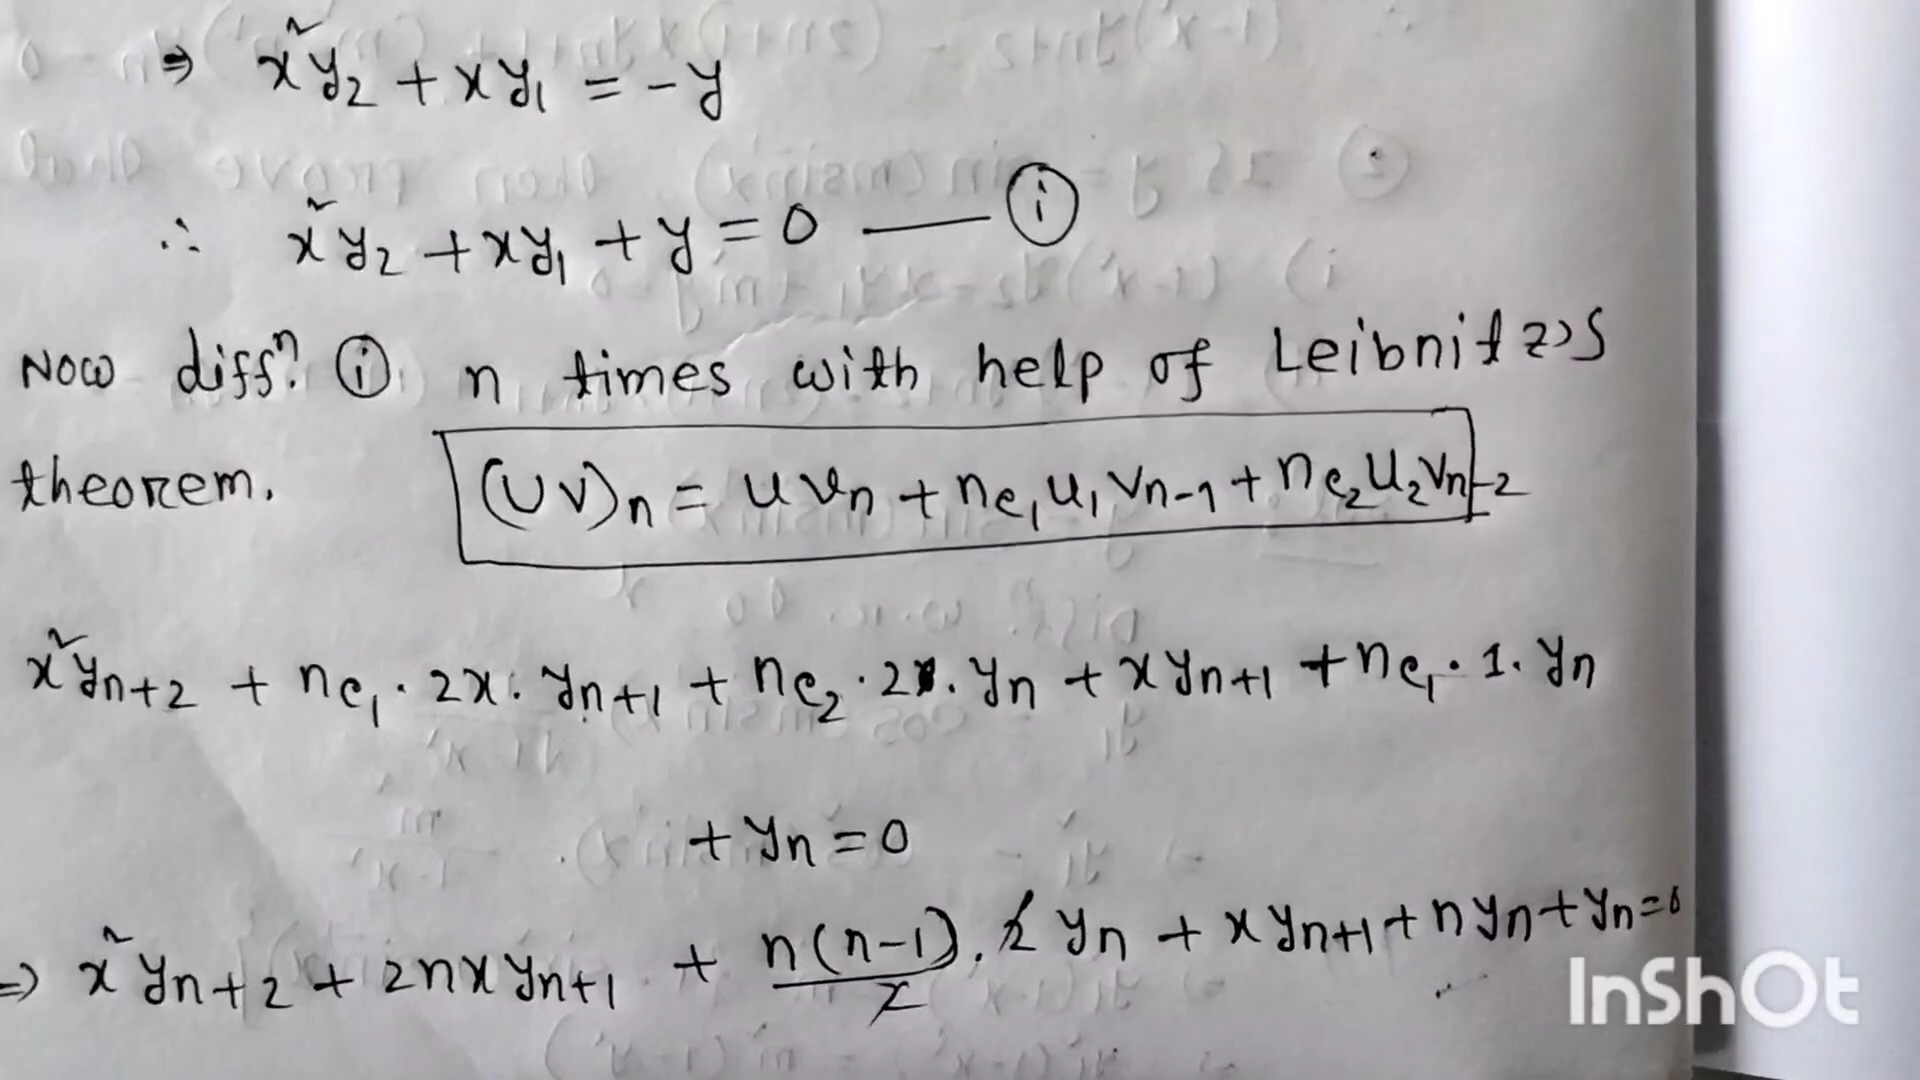 ⇒ x²y₂ + xy₁ = -y
∴ x²y₂ + xy₁ + y = 0 —— (i)
Now diffⁿ. (i) n times with help of Leibnitz's
theorem. (UV)n = uvn + nc₁u₁vn-1 + nc₂u₂vn-2
x²yn+2 + nc₁ · 2x · yn+1 + nc₂ · 2 · yn + xyn+1 + nc₁ · 1 · yn
+ yn = 0
⇒ x²yn+2 + 2nxyn+1 + n(n-1)/2 · 2yn + xyn+1 + nyn + yn = 0
InShOt